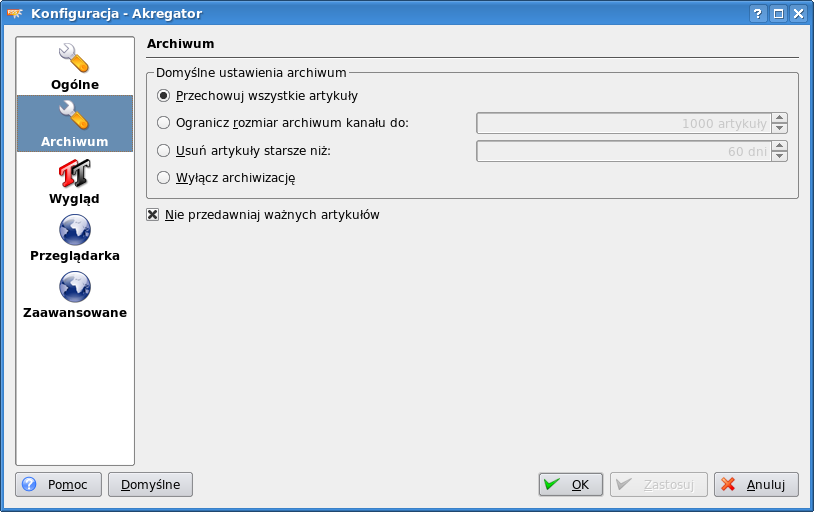 Konfiguracja - Akregator
?
Ogólne
Archiwum
Wygląd
Przeglądarka
Zaawansowane
Archiwum
Domyślne ustawienia archiwum
Przechowuj wszystkie artykuły
Ogranicz rozmiar archiwum kanału do: 1000 artykuły
Usuń artykuły starsze niż: 60 dni
Wyłącz archiwizację
Nie przedawniaj ważnych artykułów
? Pomoc Domyślne OK Zastosuj Anuluj